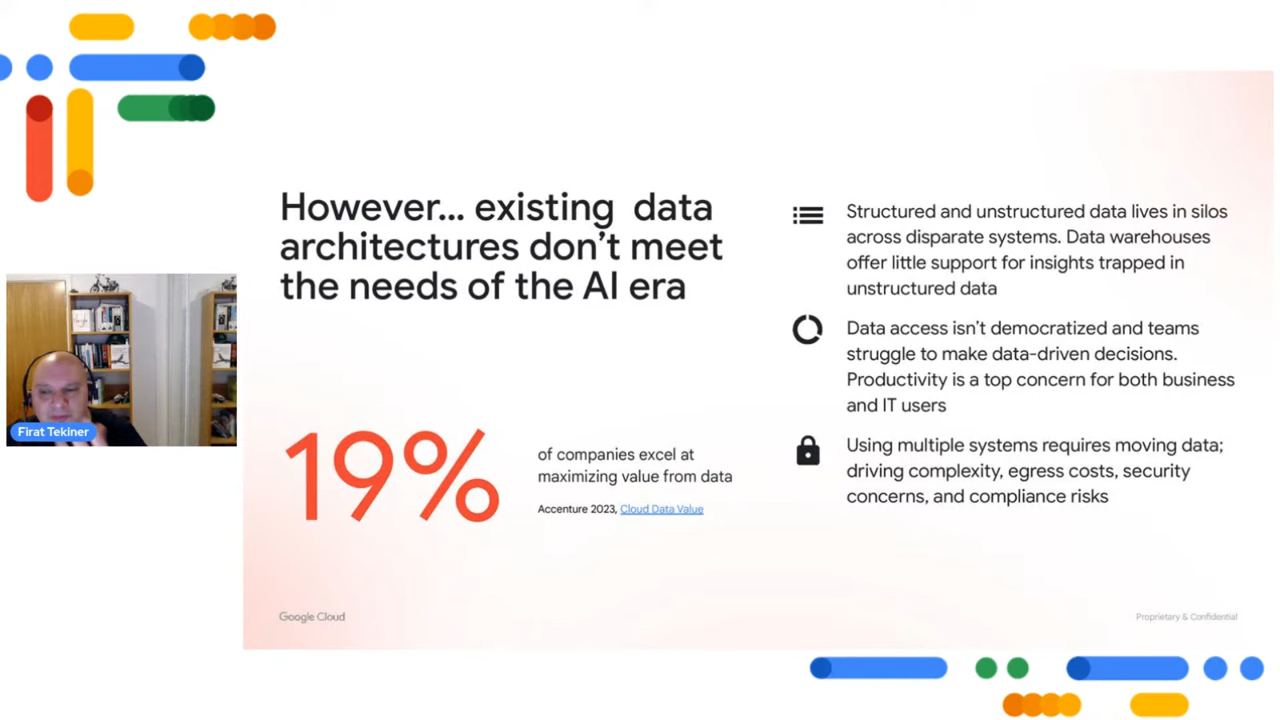 However... existing data
architectures don't meet
the needs of the AI era
19%
of companies excel at
maximizing value from data
Accenture 2023, Cloud Data Value
Structured and unstructured data lives in silos
across disparate systems. Data warehouses
offer little support for insights trapped in
unstructured data
Data access isn't democratized and teams
struggle to make data-driven decisions.
Productivity is a top concern for both business
and IT users
Using multiple systems requires moving data;
driving complexity, egress costs, security
concerns, and compliance risks
Firat Tekiner
Google Cloud
Proprietary & Confidential